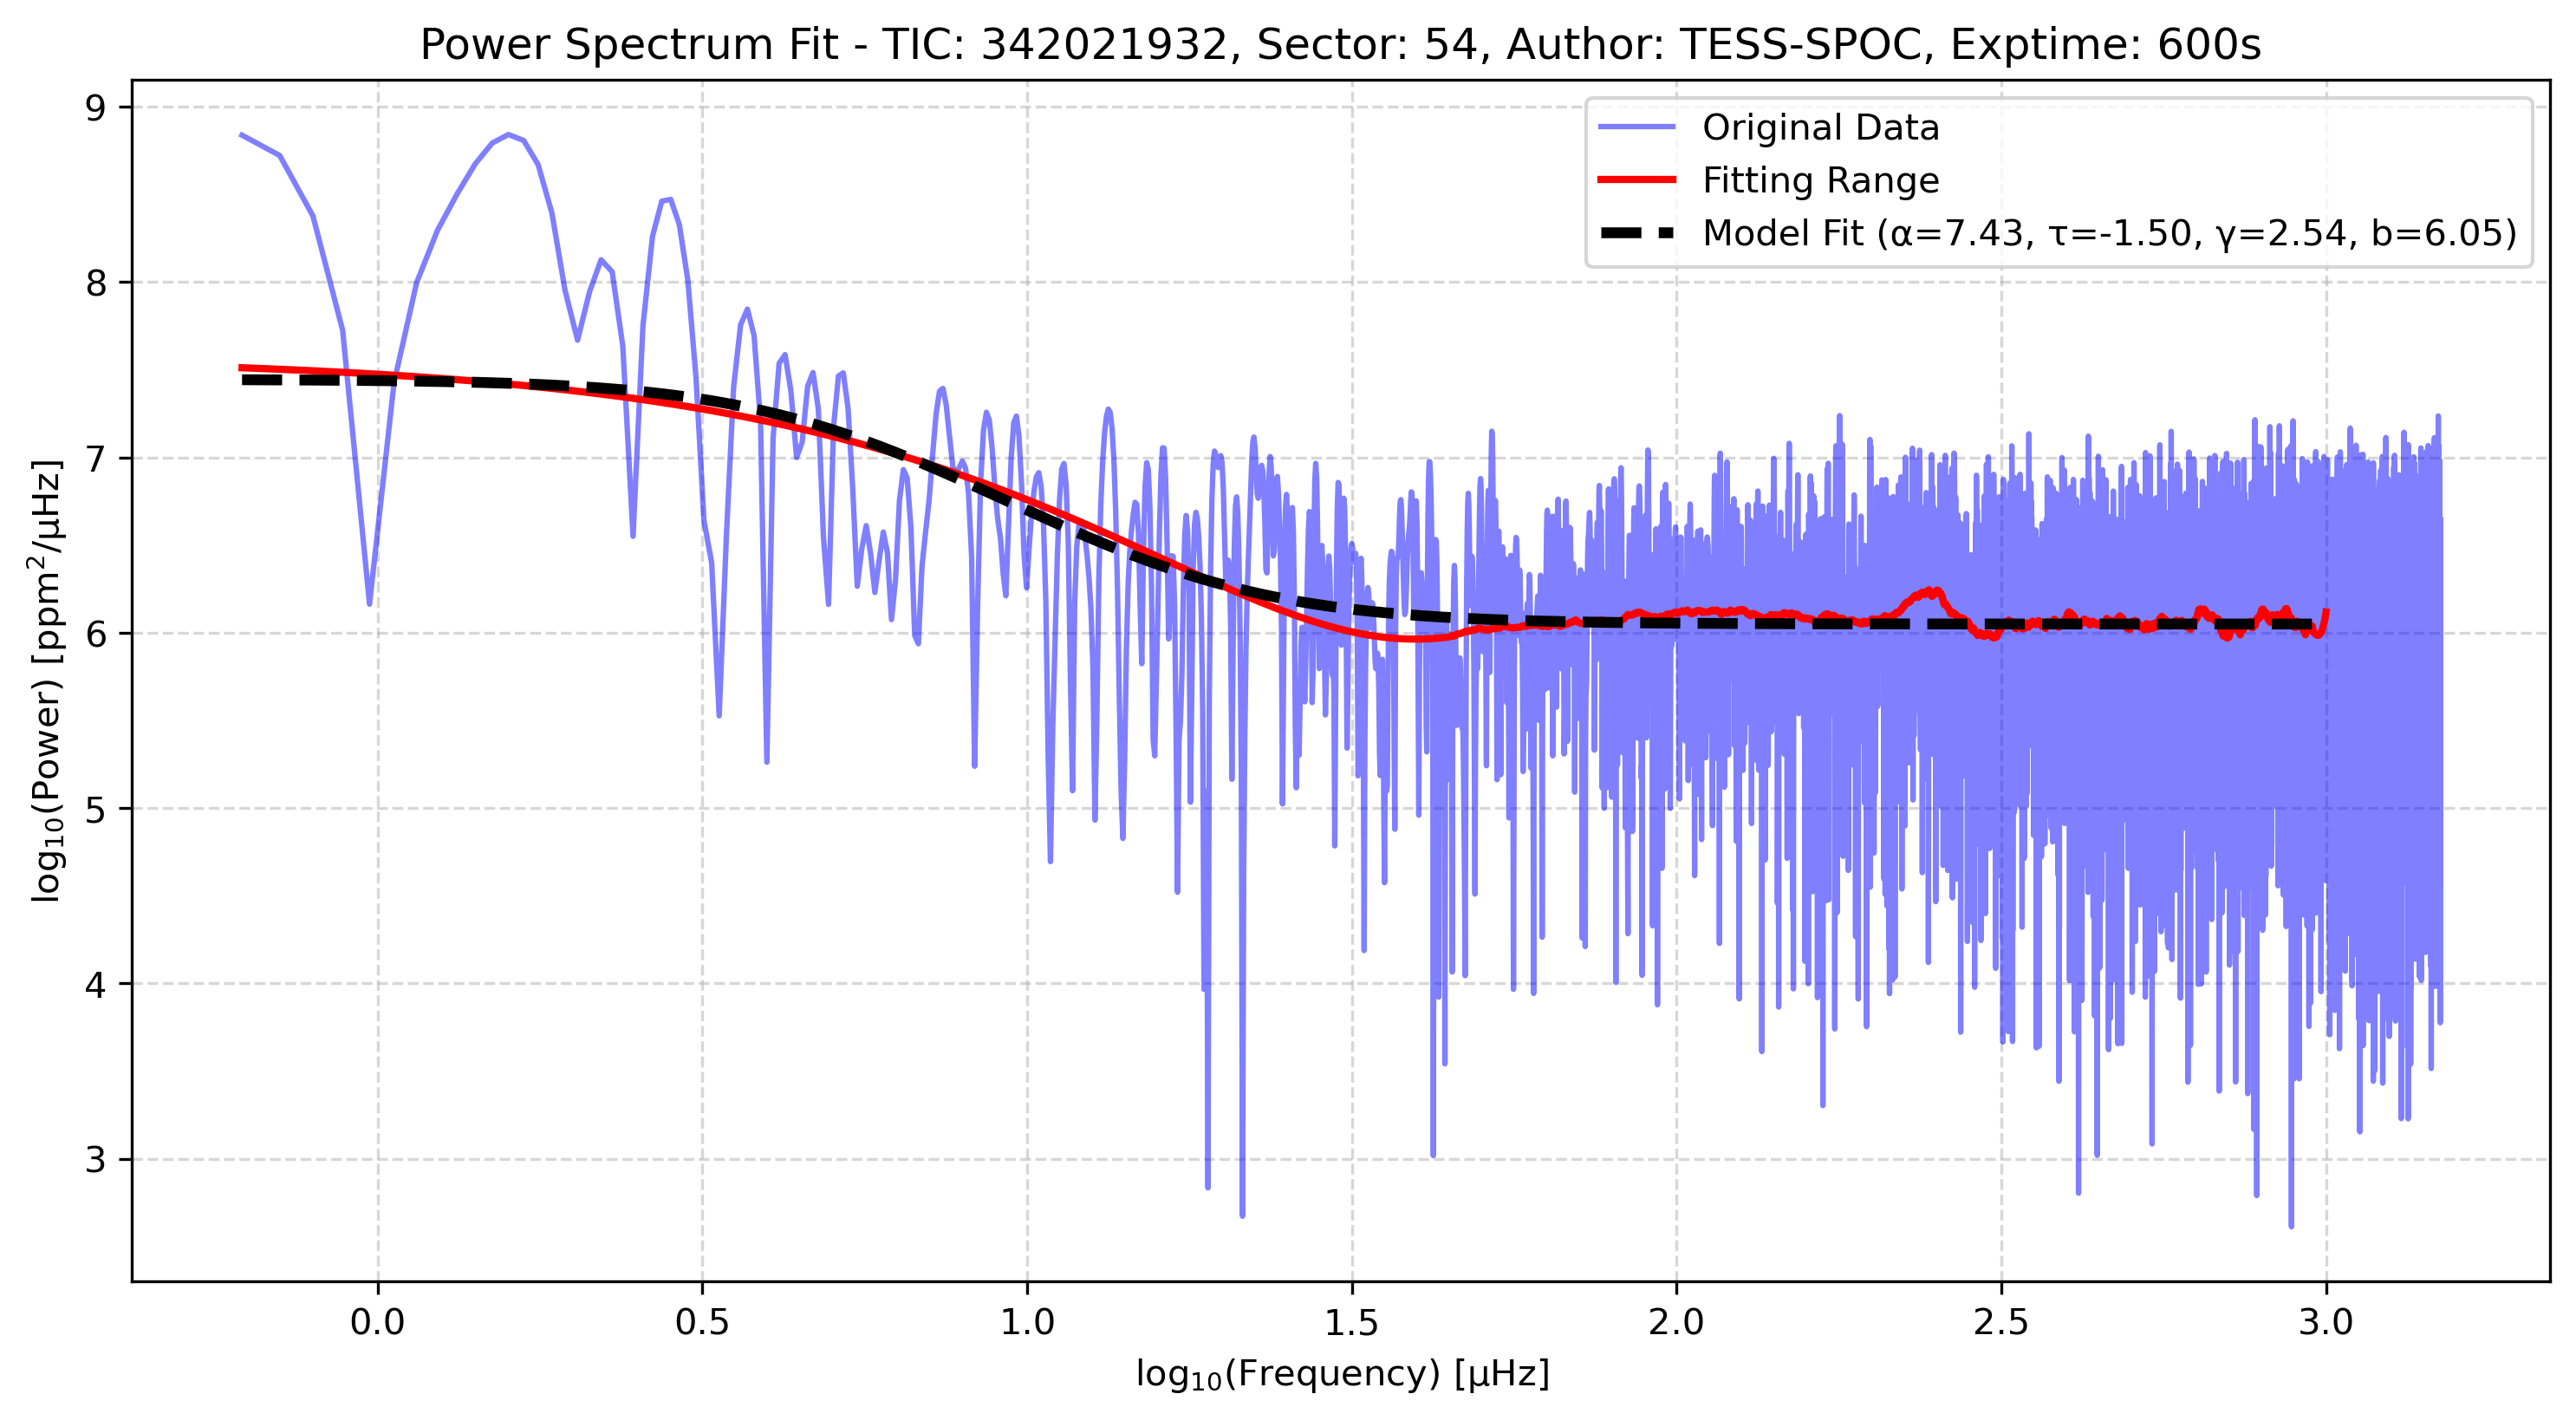 Power Spectrum Fit - TIC: 342021932, Sector: 54, Author: TESS-SPOC, Exptime: 600s
Original Data
Fitting Range
Model Fit (α=7.43, τ=-1.50, γ=2.54, b=6.05)
log₁₀(Power) [ppm²/μHz]
9
8
7
6
5
4
3
0.0 0.5 1.0 1.5 2.0 2.5 3.0
log₁₀(Frequency) [μHz]